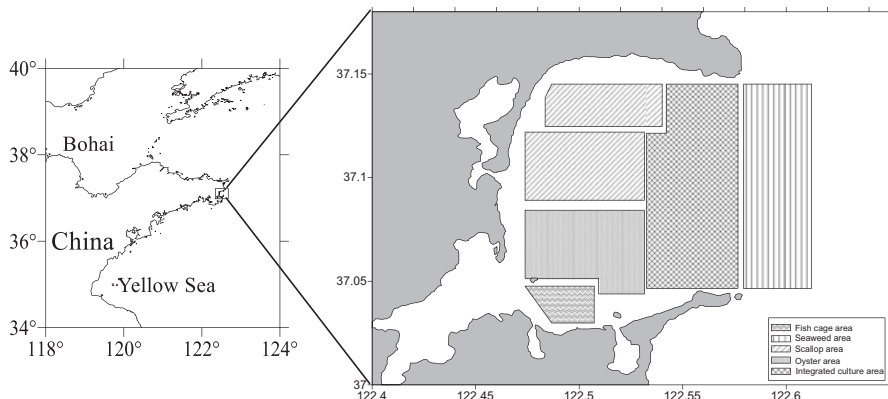 40°
38°
36°
34°
118°
120°
122°
124°
Bohai
China
Yellow Sea
37.15
37.1
37.05
37
122.4
122.45
122.5
122.55
122.6
Fish cage area
Seaweed area
Scallop area
Oyster area
Integrated culture area